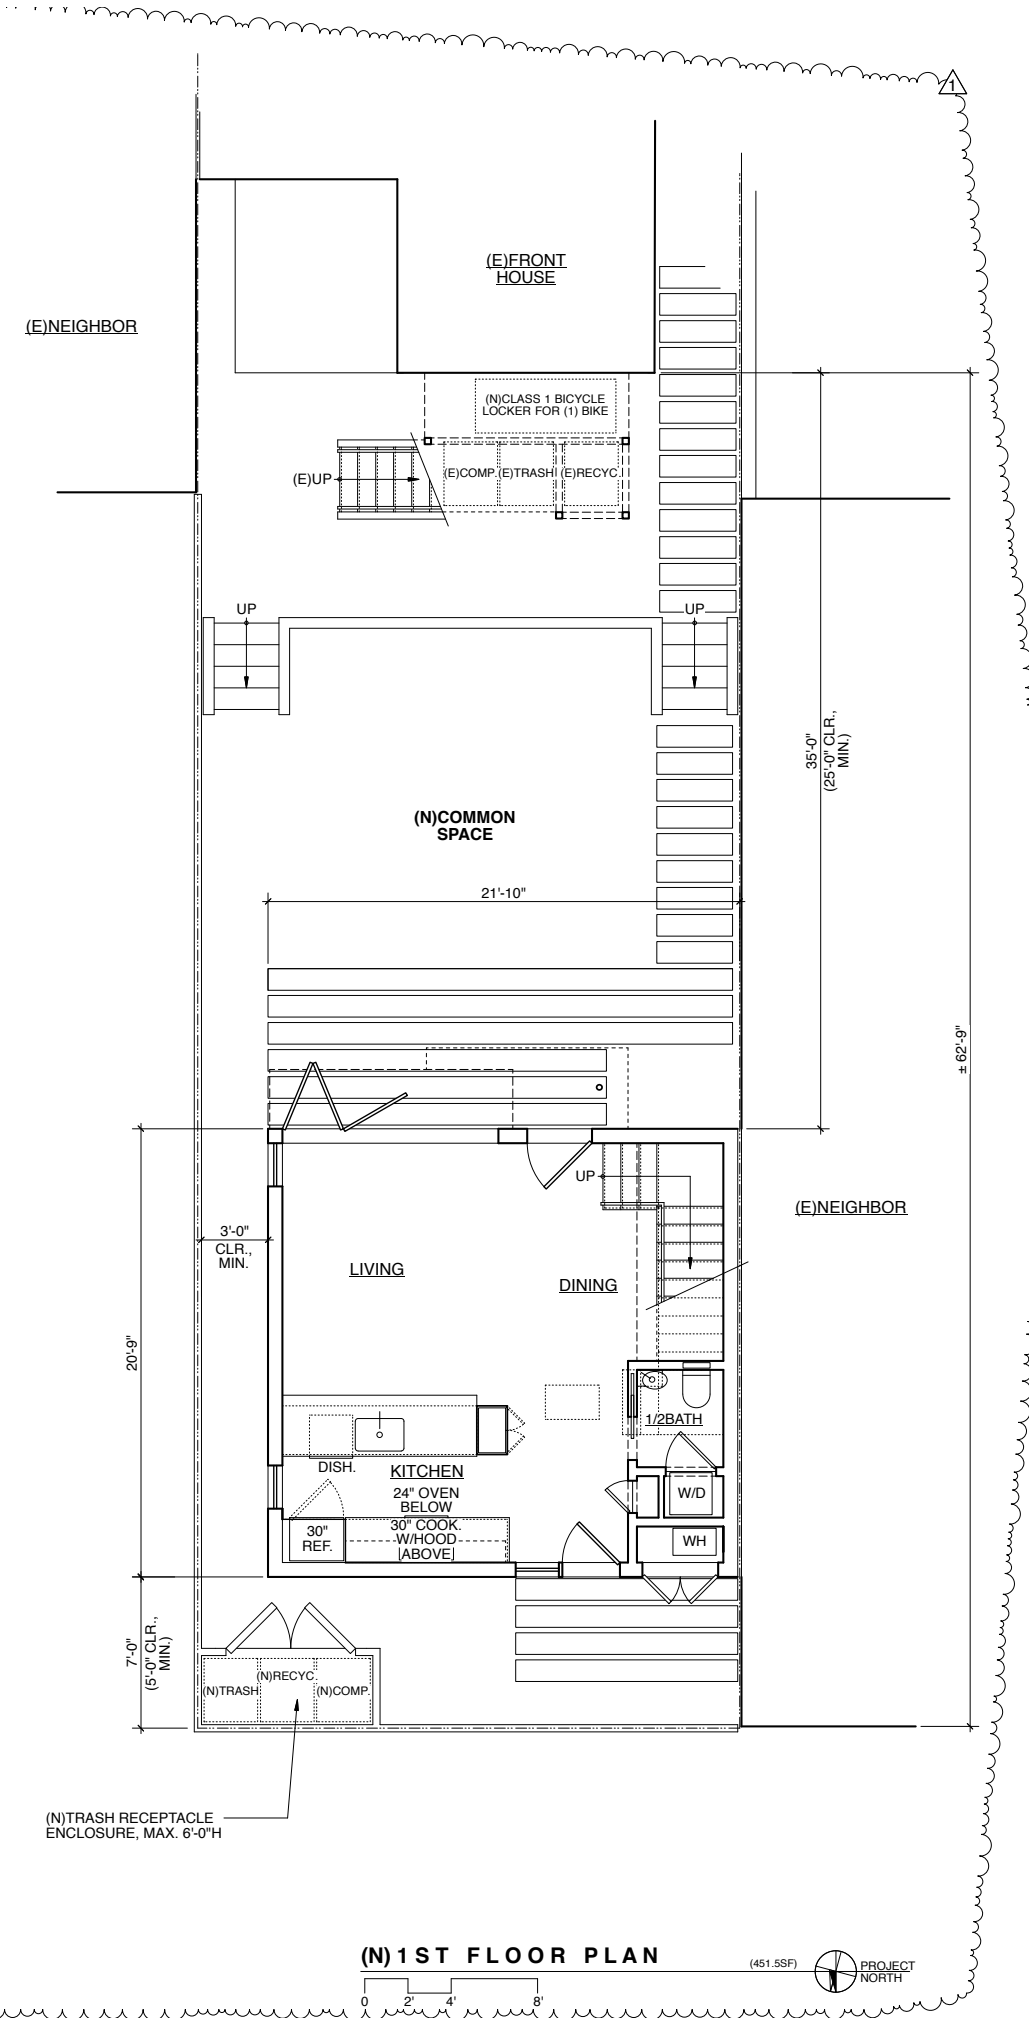 1
(E)FRONT
HOUSE
(E)NEIGHBOR
(N)CLASS 1 BICYCLE
LOCKER FOR (1) BIKE
(E)UP
(E)COMP.
(E)TRASH
(E)RECYC.
UP
UP
35'-0"
(25'-0" CLR.,
MIN.)
(N)COMMON
SPACE
21'-10"
± 62'-9"
UP
(E)NEIGHBOR
3'-0"
CLR.,
MIN.
LIVING
DINING
20'-9"
1/2BATH
DISH.
KITCHEN
24" OVEN
BELOW
W/D
30"
REF.
30" COOK.
W/HOOD
ABOVE
WH
7'-0"
(5'-0" CLR.,
MIN.)
(N)TRASH
(N)RECYC.
(N)COMP.
(N)TRASH RECEPTACLE
ENCLOSURE, MAX. 6'-0"H
(N) 1ST FLOOR PLAN
(451.5SF)
PROJECT
NORTH
0 2' 4' 8'